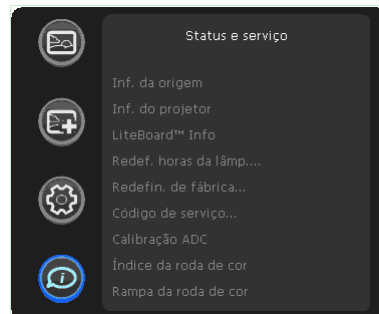 Status e serviço
Inf. da origem
Inf. do projetor
LiteBoard™ Info
Redef. horas da lâmp....
Redefin. de fábrica...
Código de serviço...
Calibração ADC
Índice da roda de cor
Rampa da roda de cor